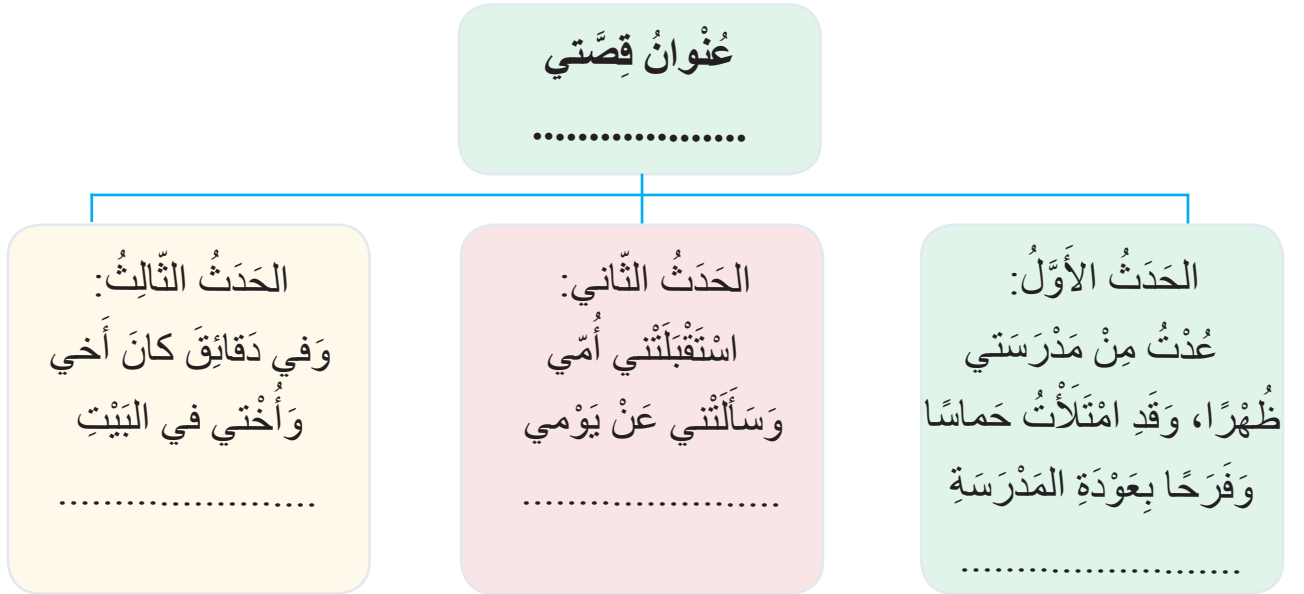 عُنْوانُ قِصَّتي
...................
الحَدَثُ الأَوَّلُ:
عُدْتُ مِنْ مَدْرَسَتي
ظُهْرًا، وَقَدِ امْتَلَأْتُ حَماسًا
وَفَرَحًا بِعَوْدَةِ المَدْرَسَةِ
.........................
الحَدَثُ الثّاني:
اسْتَقْبَلَتْني أُمّي
وَسَأَلَتْني عَنْ يَوْمي
.......................
الحَدَثُ الثّالِثُ:
وَفي دَقائِقَ كانَ أَخي
وَأُخْتي في البَيْتِ
.......................